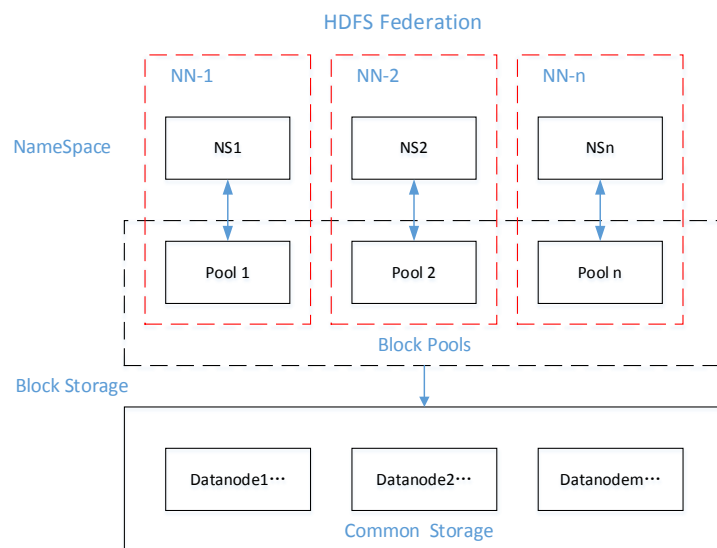 HDFS Federation
NN-1
NN-2
NN-n
NameSpace
NS1
NS2
NSn
Pool 1
Pool 2
Pool n
Block Pools
Block Storage
Datanode1···
Datanode2···
Datanodem···
Common Storage